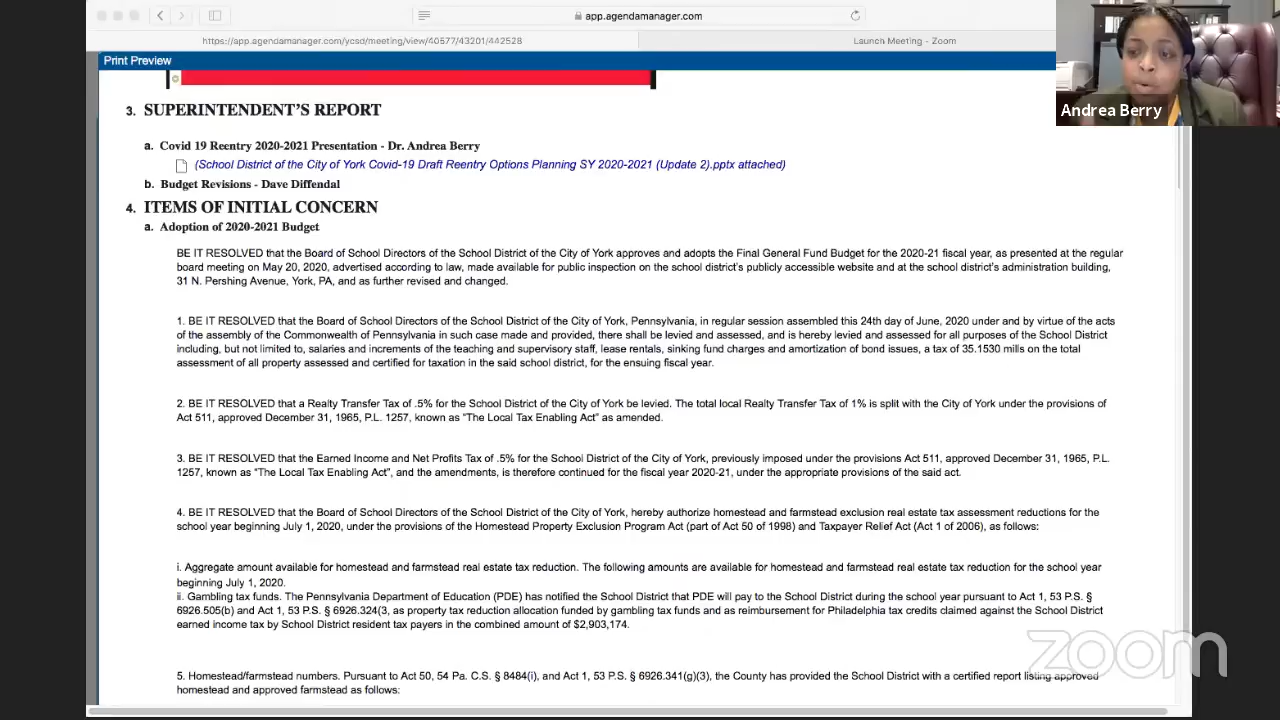 app.agendamanager.com
https://app.agendamanager.com/ycsd/meeting/view/40577/43201/442528
Launch Meeting - Zoom
Print Preview
Andrea Berry
3. SUPERINTENDENT'S REPORT
a. Covid 19 Reentry 2020-2021 Presentation - Dr. Andrea Berry
(School District of the City of York Covid-19 Draft Reentry Options Planning SY 2020-2021 (Update 2).pptx attached)
b. Budget Revisions - Dave Diffendal
4. ITEMS OF INITIAL CONCERN
a. Adoption of 2020-2021 Budget
BE IT RESOLVED that the Board of School Directors of the School District of the City of York approves and adopts the Final General Fund Budget for the 2020-21 fiscal year, as presented at the regular
board meeting on May 20, 2020, advertised according to law, made available for public inspection on the school district's publicly accessible website and at the school district's administration building,
31 N. Pershing Avenue, York, PA, and as further revised and changed.
1. BE IT RESOLVED that the Board of School Directors of the School District of the City of York, Pennsylvania, in regular session assembled this 24th day of June, 2020 under and by virtue of the acts
of the assembly of the Commonwealth of Pennsylvania in such case made and provided, there shall be levied and assessed, and is hereby levied and assessed for all purposes of the School District
including, but not limited to, salaries and increments of the teaching and supervisory staff, lease rentals, sinking fund charges and amortization of bond issues, a tax of 35.1530 mills on the total
assessment of all property assessed and certified for taxation in the said school district, for the ensuing fiscal year.
2. BE IT RESOLVED that a Realty Transfer Tax of .5% for the School District of the City of York be levied. The total local Realty Transfer Tax of 1% is split with the City of York under the provisions of
Act 511, approved December 31, 1965, P.L. 1257, known as "The Local Tax Enabling Act" as amended.
3. BE IT RESOLVED that the Earned Income and Net Profits Tax of .5% for the School District of the City of York, previously imposed under the provisions Act 511, approved December 31, 1965, P.L.
1257, known as "The Local Tax Enabling Act", and the amendments, is therefore continued for the fiscal year 2020-21, under the appropriate provisions of the said act.
4. BE IT RESOLVED that the Board of School Directors of the School District of the City of York, hereby authorize homestead and farmstead exclusion real estate tax assessment reductions for the
school year beginning July 1, 2020, under the provisions of the Homestead Property Exclusion Program Act (part of Act 50 of 1998) and Taxpayer Relief Act (Act 1 of 2006), as follows:
i. Aggregate amount available for homestead and farmstead real estate tax reduction. The following amounts are available for homestead and farmstead real estate tax reduction for the school year
beginning July 1, 2020.
ii. Gambling tax funds. The Pennsylvania Department of Education (PDE) has notified the School District that PDE will pay to the School District during the school year pursuant to Act 1, 53 P.S. §
6926.505(b) and Act 1, 53 P.S. § 6926.324(3, as property tax reduction allocation funded by gambling tax funds and as reimbursement for Philadelphia tax credits claimed against the School District
earned income tax by School District resident tax payers in the combined amount of $2,903,174.
5. Homestead/farmstead numbers. Pursuant to Act 50, 54 Pa. C.S. § 8484(i), and Act 1, 53 P.S. § 6926.341(g)(3), the County has provided the School District with a certified report listing approved
homestead and approved farmstead as follows:
zoom